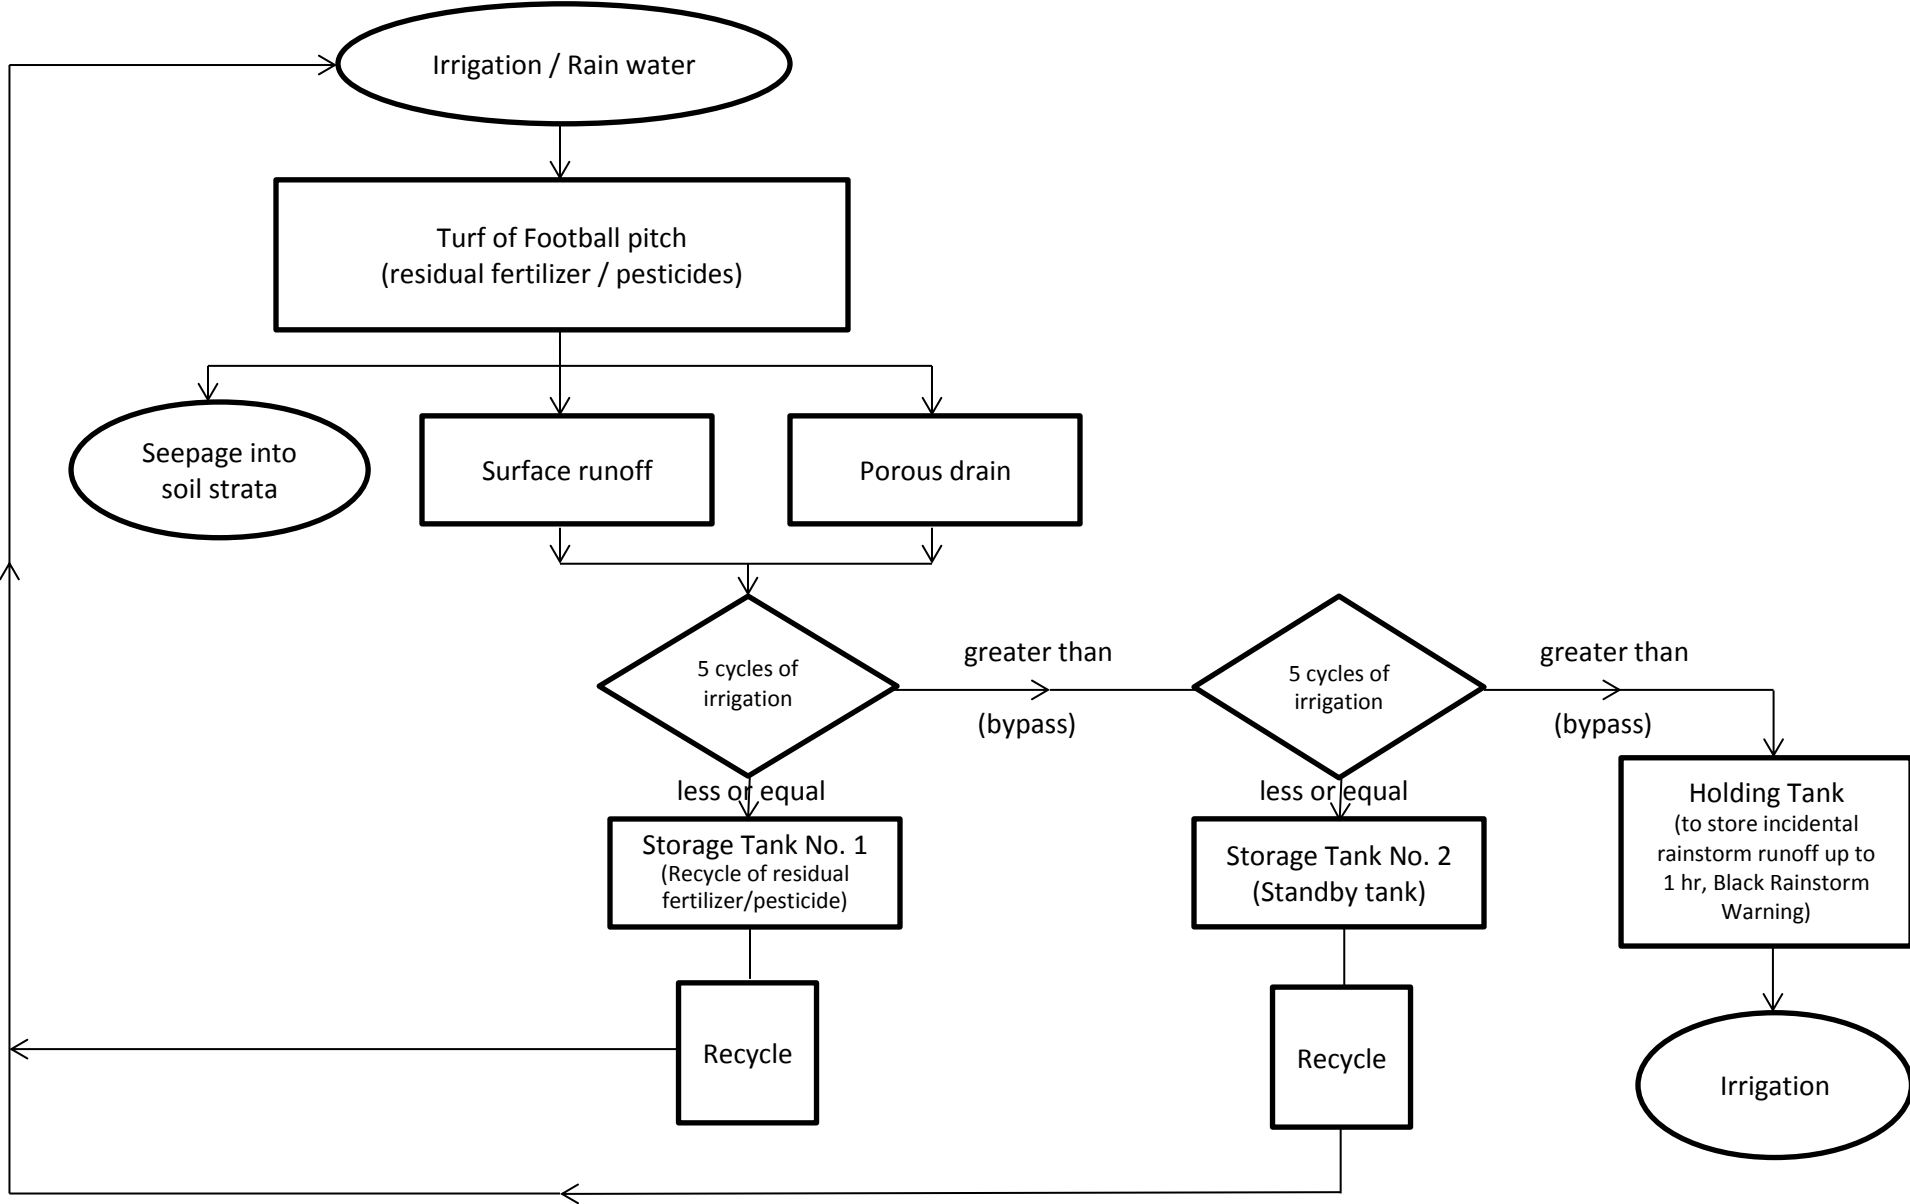 Irrigation / Rain water
Turf of Football pitch
(residual fertilizer / pesticides)
Seepage into
soil strata
Surface runoff
Porous drain
5 cycles of
irrigation
greater than
(bypass)
5 cycles of
irrigation
greater than
(bypass)
less or equal
less or equal
Storage Tank No. 1
(Recycle of residual
fertilizer/pesticide)
Storage Tank No. 2
(Standby tank)
Holding Tank
(to store incidental
rainstorm runoff up to
1 hr, Black Rainstorm
Warning)
Recycle
Recycle
Irrigation